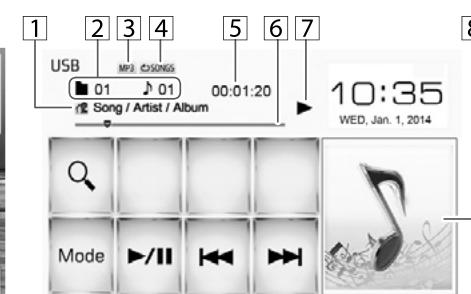 1 2 3 4 5 6 7
USB MP3 SONGS
01 01 00:01:20
Song / Artist / Album
10:35
WED, Jan. 1, 2014
Mode